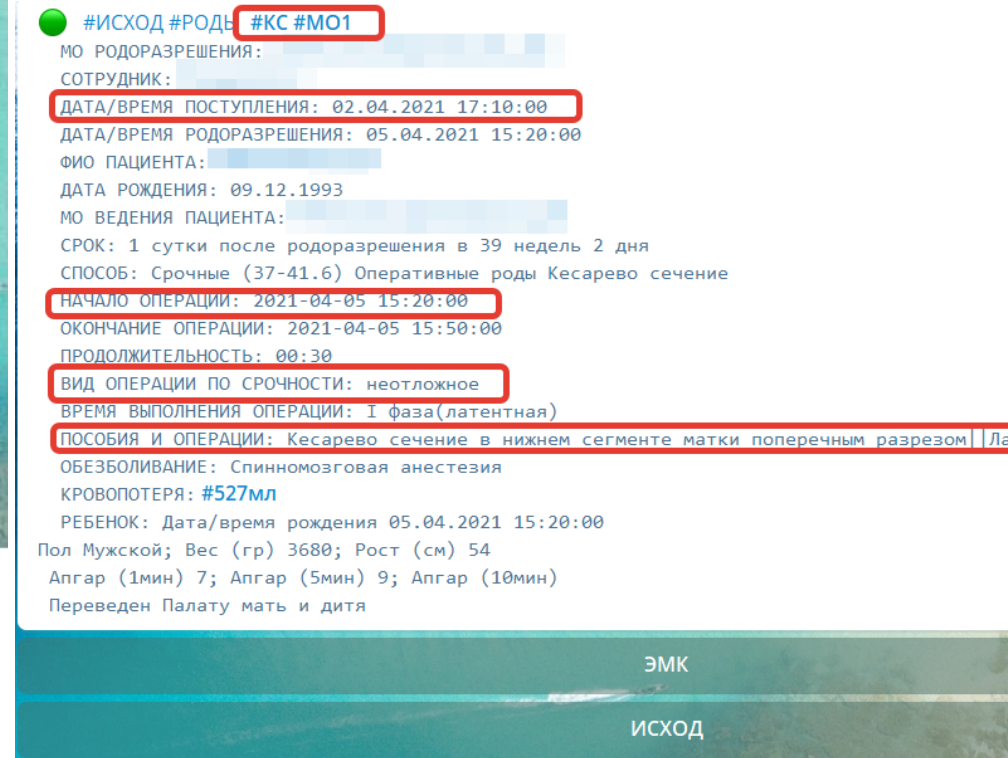 #ИСХОД #РОДЫ #КС #МО1
МО РОДОРАЗРЕШЕНИЯ:
СОТРУДНИК:
ДАТА/ВРЕМЯ ПОСТУПЛЕНИЯ: 02.04.2021 17:10:00
ДАТА/ВРЕМЯ РОДОРАЗРЕШЕНИЯ: 05.04.2021 15:20:00
ФИО ПАЦИЕНТА:
ДАТА РОЖДЕНИЯ: 09.12.1993
МО ВЕДЕНИЯ ПАЦИЕНТА:
СРОК: 1 сутки после родоразрешения в 39 недель 2 дня
СПОСОБ: Срочные (37-41.6) Оперативные роды Кесарево сечение
НАЧАЛО ОПЕРАЦИИ: 2021-04-05 15:20:00
ОКОНЧАНИЕ ОПЕРАЦИИ: 2021-04-05 15:50:00
ПРОДОЛЖИТЕЛЬНОСТЬ: 00:30
ВИД ОПЕРАЦИИ ПО СРОЧНОСТИ: неотложное
ВРЕМЯ ВЫПОЛНЕНИЯ ОПЕРАЦИИ: I фаза(латентная)
ПОСОБИЯ И ОПЕРАЦИИ: Кесарево сечение в нижнем сегменте матки поперечным разрезом||Ла
ОБЕЗБОЛИВАНИЕ: Спинномозговая анестезия
КРОВОПОТЕРЯ: #527мл
РЕБЕНОК: Дата/время рождения 05.04.2021 15:20:00
Пол Мужской; Вес (гр) 3680; Рост (см) 54
Апгар (1мин) 7; Апгар (5мин) 9; Апгар (10мин)
Переведен Палату мать и дитя
ЭМК
ИСХОД